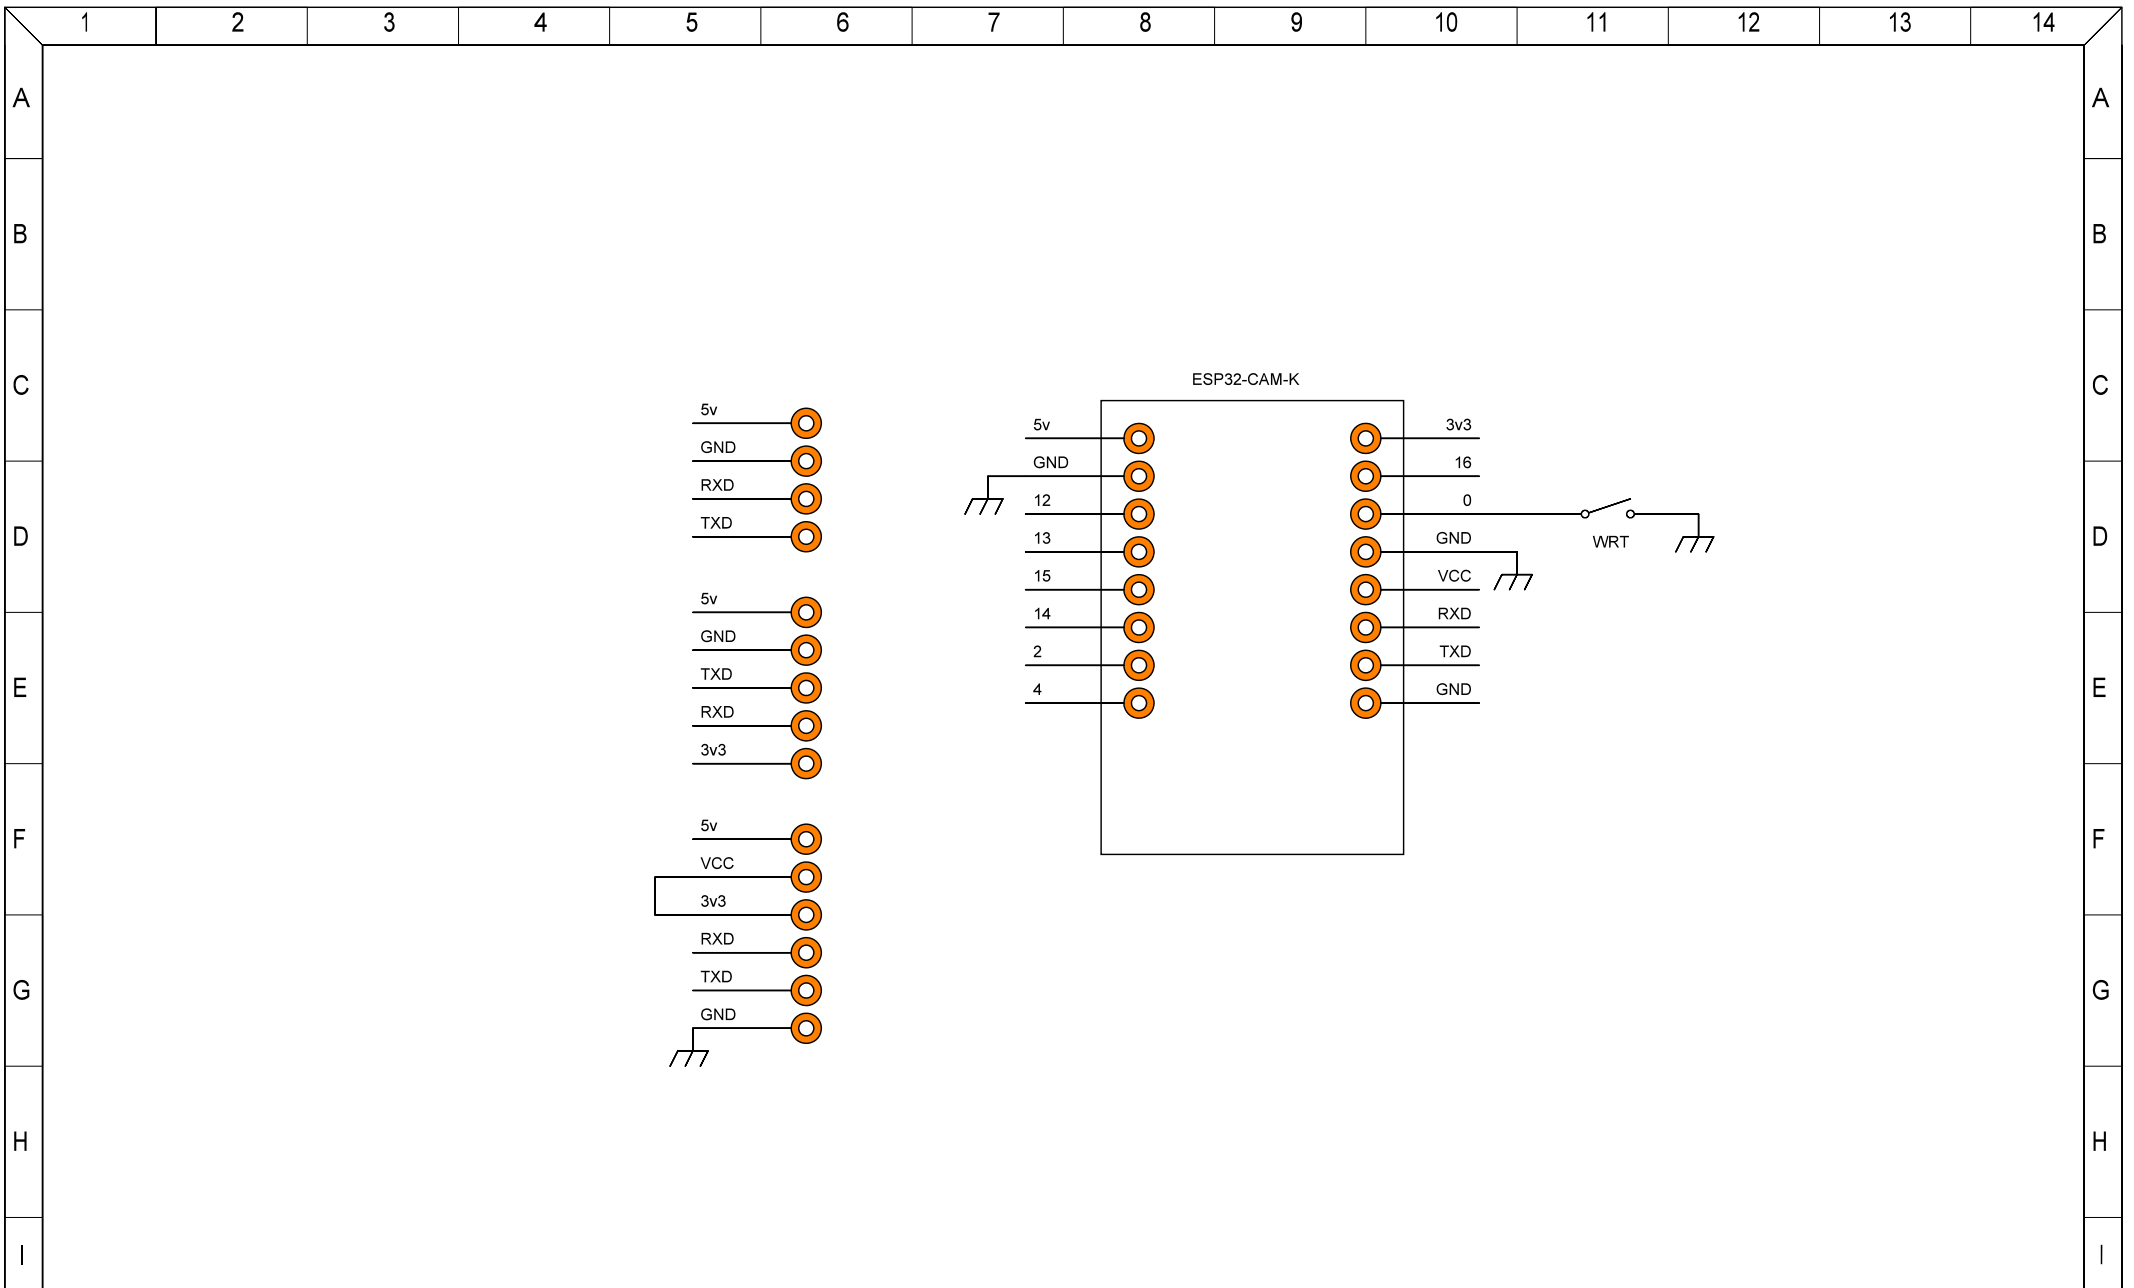 1 2 3 4 5 6 7 8 9 10 11 12 13 14
A A
B B
C C
D D
E E
F F
G G
H H
I I
5v
GND
RXD
TXD
5v
GND
TXD
RXD
3v3
5v
VCC
3v3
RXD
TXD
GND
ESP32-CAM-K
5v
GND
12
13
15
14
2
4
3v3
16
0
GND
VCC
RXD
TXD
GND
WRT